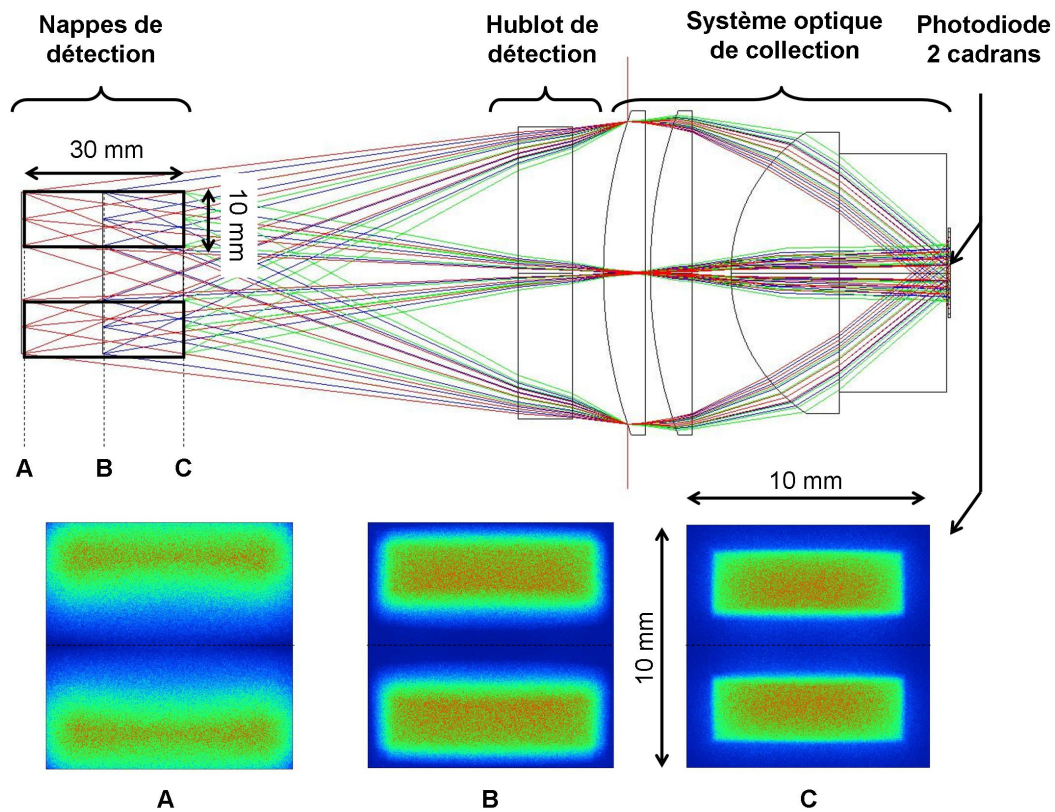 Nappes de
détection
Hublot de
détection
Système optique
de collection
Photodiode
2 cadrans
30 mm
10 mm
A
B
C
10 mm
10 mm
A
B
C